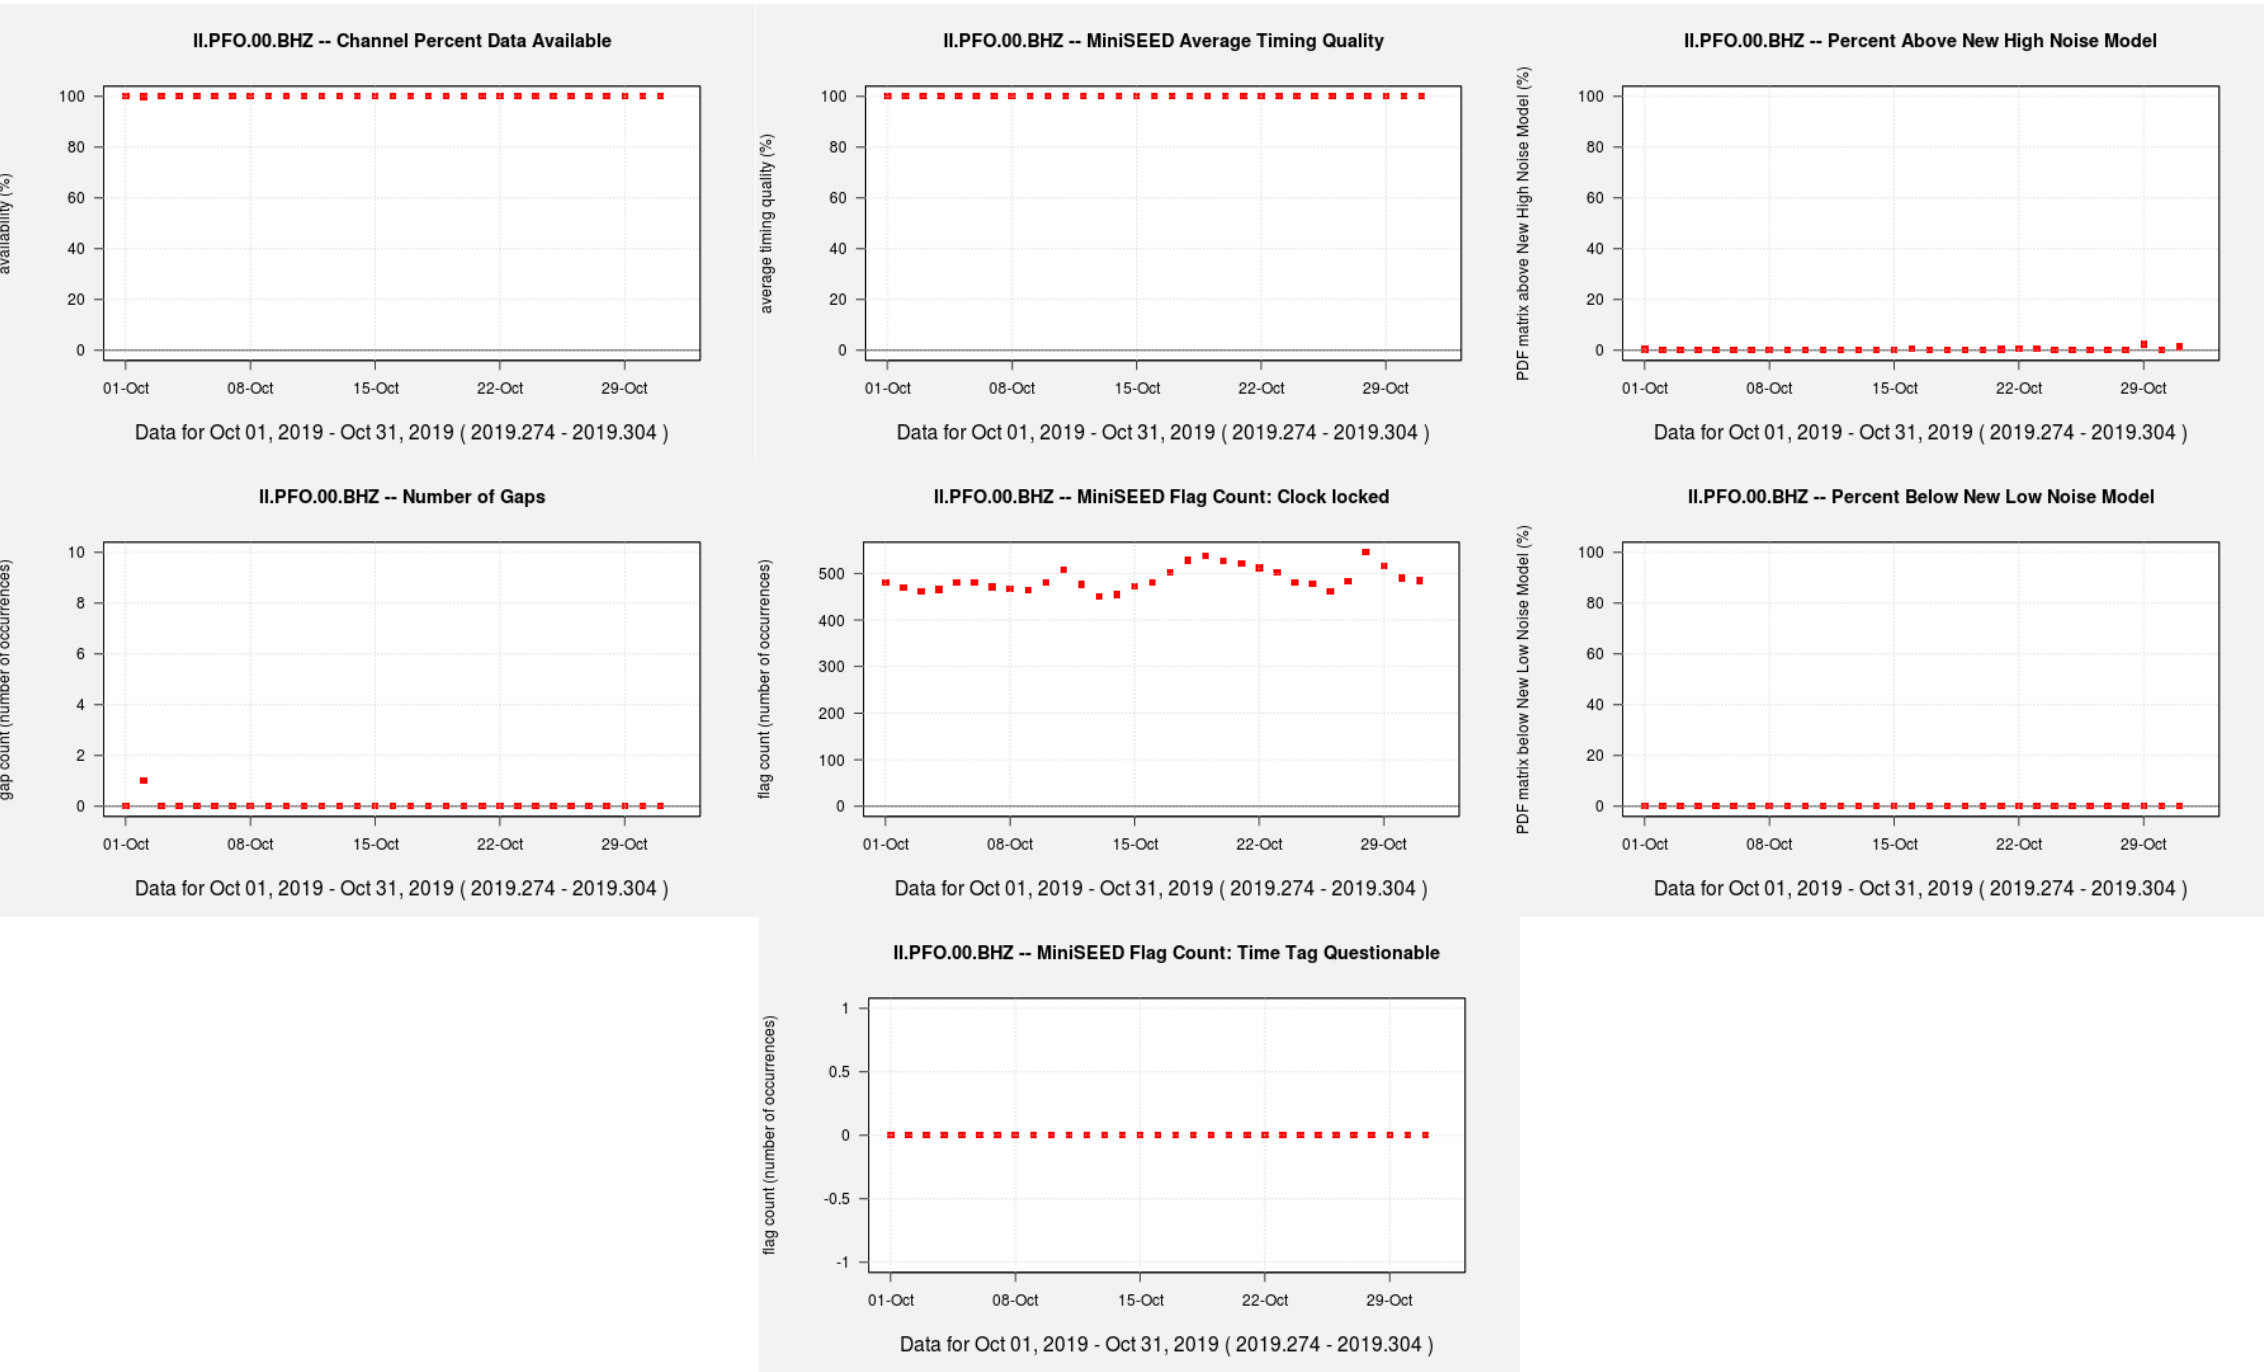 II.PFO.00.BHZ -- Channel Percent Data Available
availability (%)
100
80
60
40
20
0
01-Oct 08-Oct 15-Oct 22-Oct 29-Oct
Data for Oct 01, 2019 - Oct 31, 2019 ( 2019.274 - 2019.304 )
II.PFO.00.BHZ -- MiniSEED Average Timing Quality
average timing quality (%)
100
80
60
40
20
0
01-Oct 08-Oct 15-Oct 22-Oct 29-Oct
Data for Oct 01, 2019 - Oct 31, 2019 ( 2019.274 - 2019.304 )
II.PFO.00.BHZ -- Percent Above New High Noise Model
PDF matrix above New High Noise Model (%)
100
80
60
40
20
0
01-Oct 08-Oct 15-Oct 22-Oct 29-Oct
Data for Oct 01, 2019 - Oct 31, 2019 ( 2019.274 - 2019.304 )
II.PFO.00.BHZ -- Number of Gaps
gap count (number of occurrences)
10
8
6
4
2
0
01-Oct 08-Oct 15-Oct 22-Oct 29-Oct
Data for Oct 01, 2019 - Oct 31, 2019 ( 2019.274 - 2019.304 )
II.PFO.00.BHZ -- MiniSEED Flag Count: Clock locked
flag count (number of occurrences)
500
400
300
200
100
0
01-Oct 08-Oct 15-Oct 22-Oct 29-Oct
Data for Oct 01, 2019 - Oct 31, 2019 ( 2019.274 - 2019.304 )
II.PFO.00.BHZ -- Percent Below New Low Noise Model
PDF matrix below New Low Noise Model (%)
100
80
60
40
20
0
01-Oct 08-Oct 15-Oct 22-Oct 29-Oct
Data for Oct 01, 2019 - Oct 31, 2019 ( 2019.274 - 2019.304 )
II.PFO.00.BHZ -- MiniSEED Flag Count: Time Tag Questionable
flag count (number of occurrences)
1
0.5
0
-0.5
-1
01-Oct 08-Oct 15-Oct 22-Oct 29-Oct
Data for Oct 01, 2019 - Oct 31, 2019 ( 2019.274 - 2019.304 )